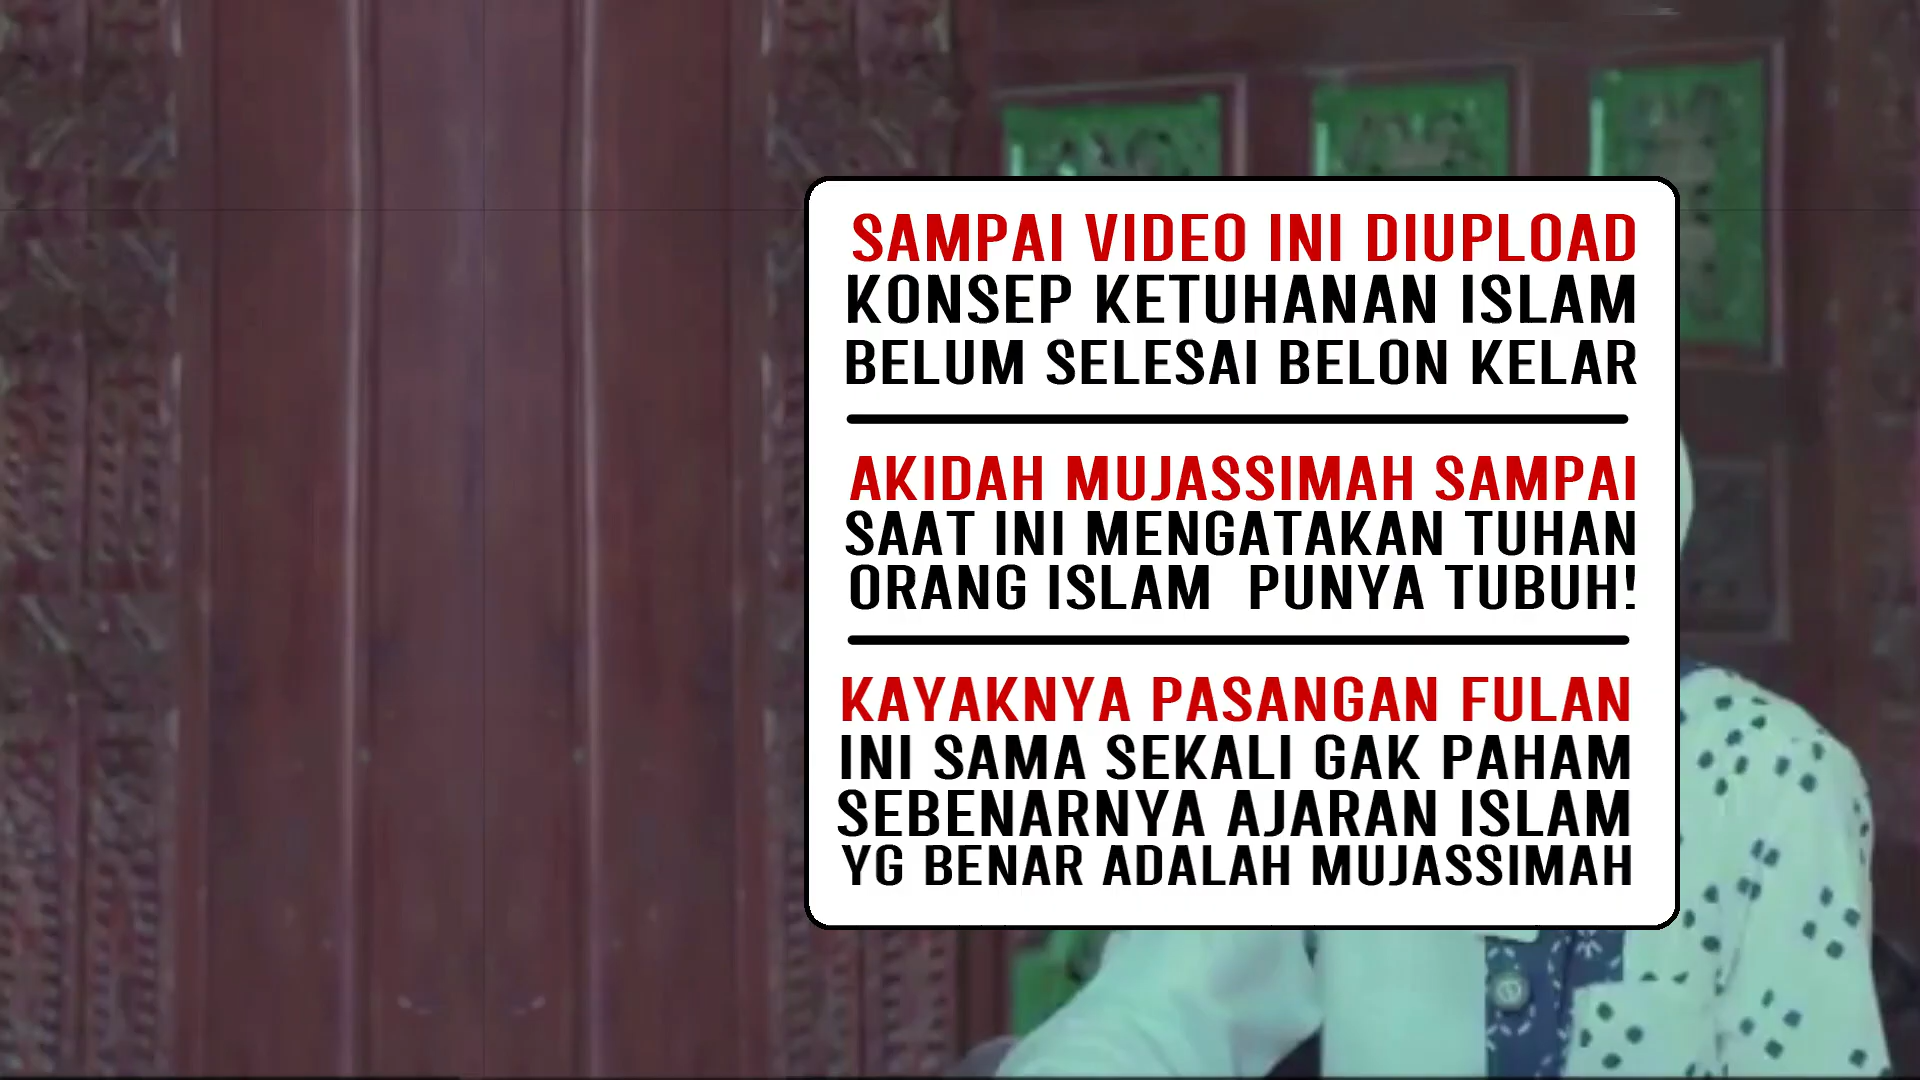 SAMPAI VIDEO INI DIUPLOAD
KONSEP KETUHANAN ISLAM
BELUM SELESAI BELON KELAR
AKIDAH MUJASSIMAH SAMPAI
SAAT INI MENGATAKAN TUHAN
ORANG ISLAM PUNYA TUBUH!
KAYAKNYA PASANGAN FULAN
INI SAMA SEKALI GAK PAHAM
SEBENARNYA AJARAN ISLAM
YG BENAR ADALAH MUJASSIMAH